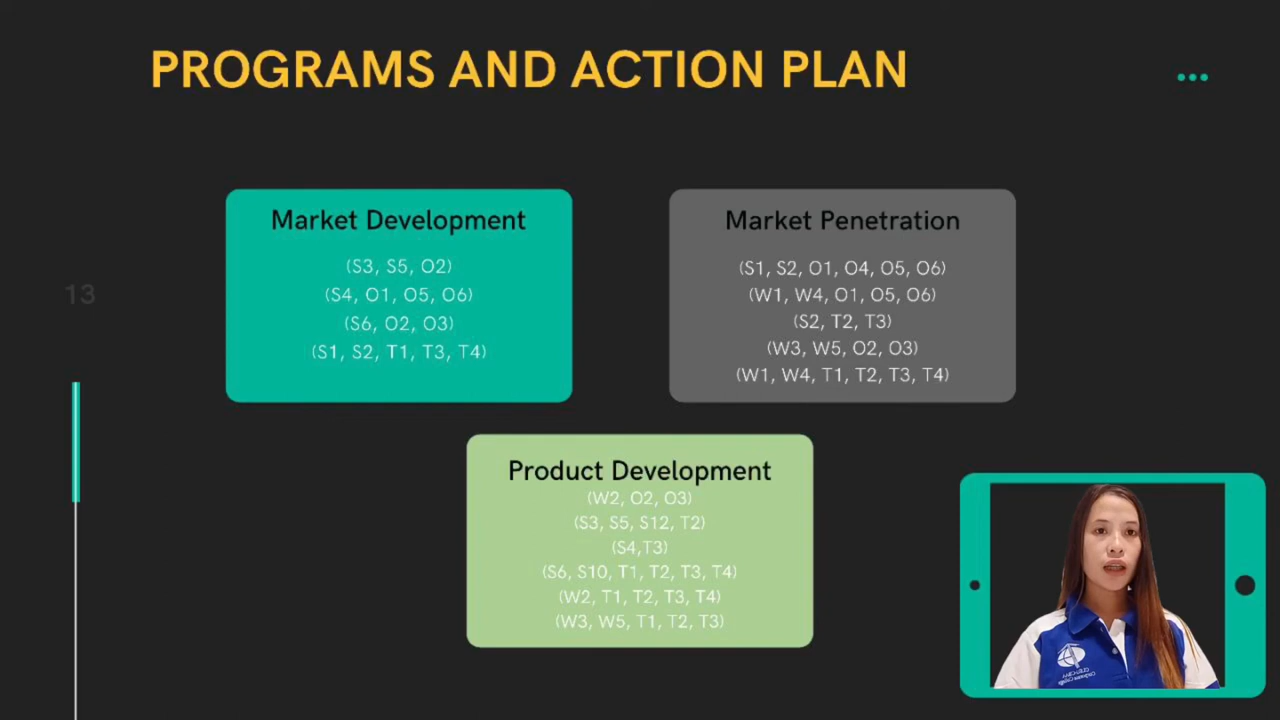 PROGRAMS AND ACTION PLAN
Market Development
(S3, S5, O2)
(S4, O1, O5, O6)
(S6, O2, O3)
(S1, S2, T1, T3, T4)
Market Penetration
(S1, S2, O1, O4, O5, O6)
(W1, W4, O1, O5, O6)
(S2, T2, T3)
(W3, W5, O2, O3)
(W1, W4, T1, T2, T3, T4)
13
Product Development
(W2, O2, O3)
(S3, S5, S12, T2)
(S4,T3)
(S6, S10, T1, T2, T3, T4)
(W2, T1, T2, T3, T4)
(W3, W5, T1, T2, T3)